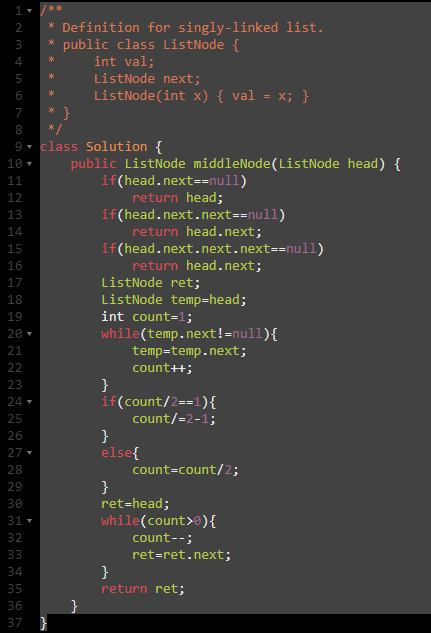 1 /**
2  * Definition for singly-linked list.
3  * public class ListNode {
4  *     int val;
5  *     ListNode next;
6  *     ListNode(int x) { val = x; }
7  * }
8  */
9 class Solution {
10     public ListNode middleNode(ListNode head) {
11         if(head.next==null)
12             return head;
13         if(head.next.next==null)
14             return head.next;
15         if(head.next.next.next==null)
16             return head.next;
17         ListNode ret;
18         ListNode temp=head;
19         int count=1;
20         while(temp.next!=null){
21             temp=temp.next;
22             count++;
23         }
24         if(count/2==1){
25             count/=2-1;
26         }
27         else{
28             count=count/2;
29         }
30         ret=head;
31         while(count>0){
32             count--;
33             ret=ret.next;
34         }
35         return ret;
36     }
37 }